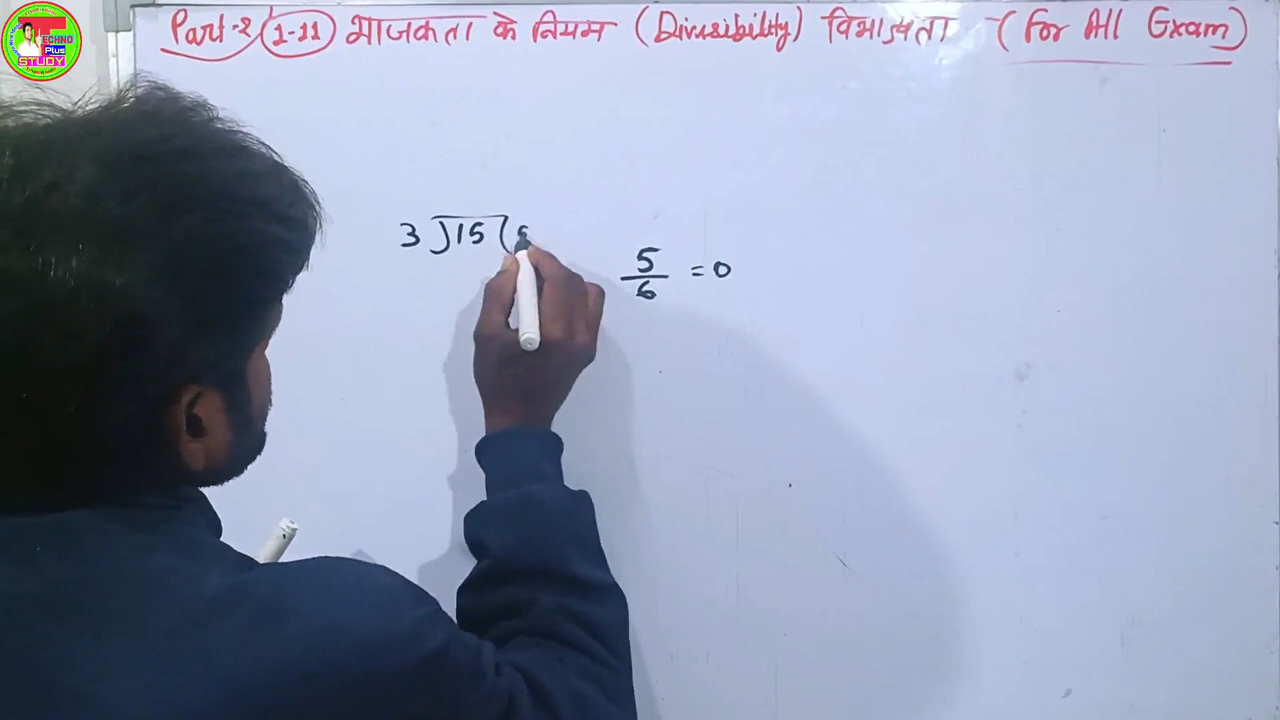 Part-2 (1-11) भाजकता के नियम (Divisibility) विभाज्यता - (For All Exam)
TECHNO
Plus
STUDY
3 ) 15 ( 5
5
6 = 0